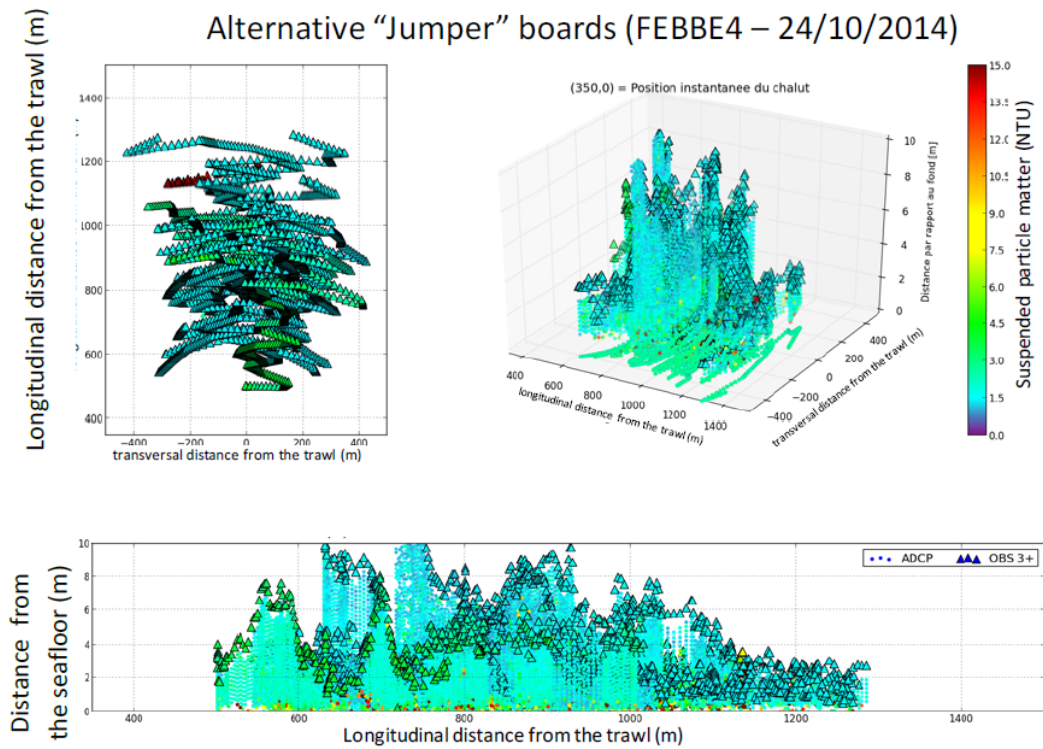 Alternative “Jumper” boards (FEBBE4 – 24/10/2014)
Longitudinal distance from the trawl (m)
1400
1200
1000
800
600
400
−400 −200 0 200 400
transversal distance from the trawl (m)
(350,0) = Position instantanee du chalut
10
8
6
4
2
0
Distance par rapport au fond [m]
400
200
0
−200
−400
transversal distance from the trawl (m)
400 600 800 1000 1200 1400
longitudinal distance from the trawl (m)
15.0
13.5
12.0
10.5
9.0
7.5
6.0
4.5
3.0
1.5
0.0
Suspended particle matter (NTU)
Distance from
the seafloor (m)
10
8
6
4
2
0
ADCP OBS 3+
400 600 800 1000 1200 1400
Longitudinal distance from the trawl (m)